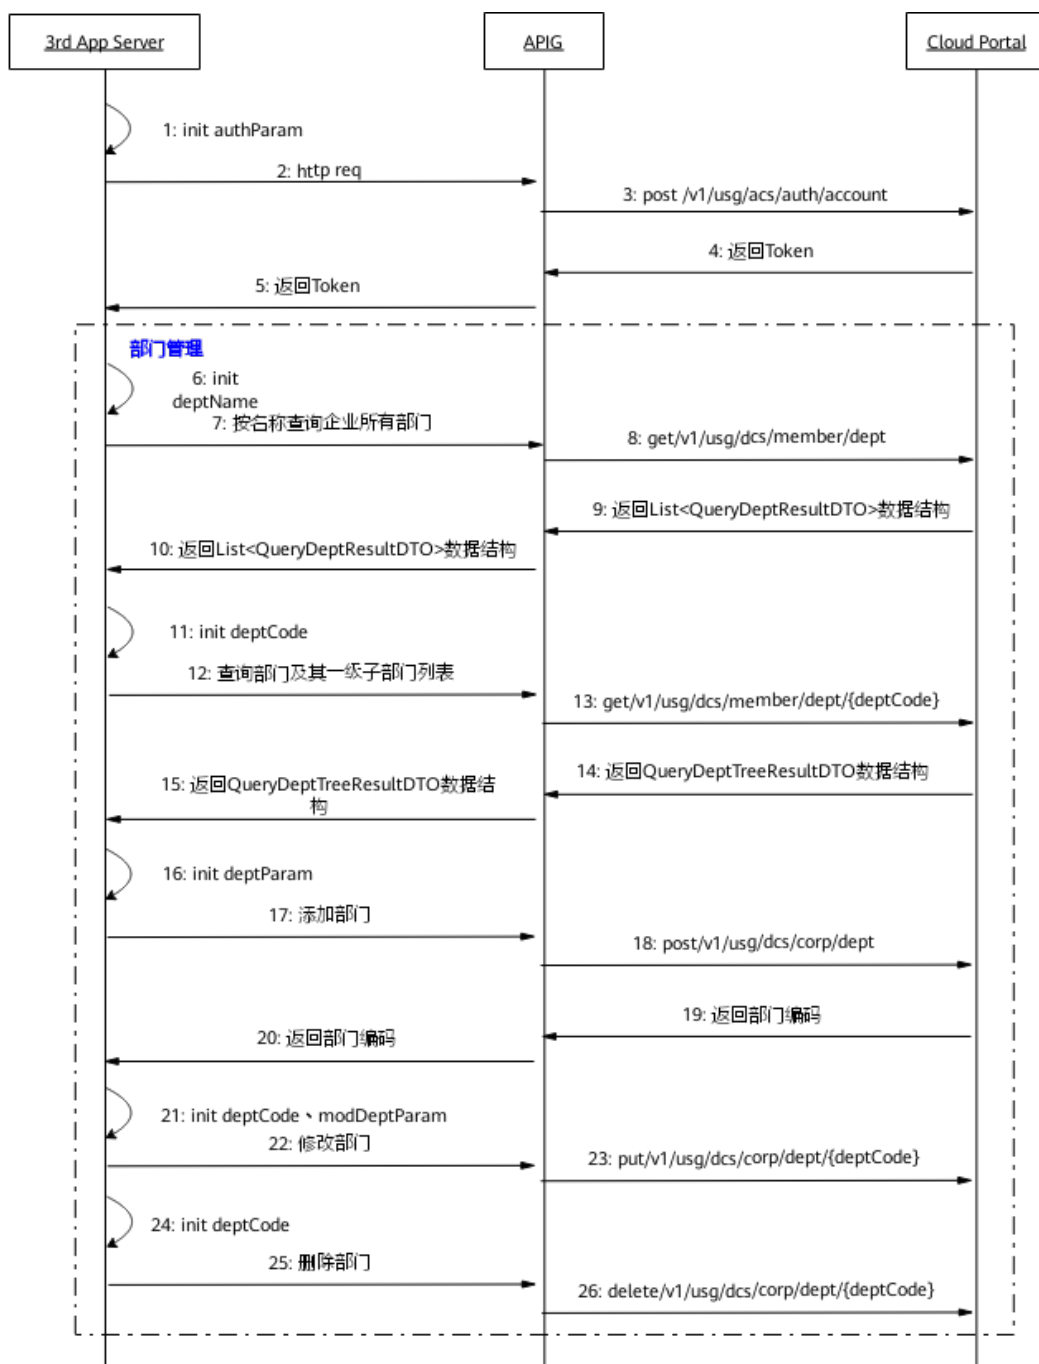 3rd App Server
APIG
Cloud Portal
1: init authParam
2: http req
3: post /v1/usg/acs/auth/account
4: 返回Token
5: 返回Token
部门管理
6: init
deptName
7: 按名称查询企业所有部门
8: get/v1/usg/dcs/member/dept
9: 返回List<QueryDeptResultDTO>数据结构
10: 返回List<QueryDeptResultDTO>数据结构
11: init deptCode
12: 查询部门及其一级子部门列表
13: get/v1/usg/dcs/member/dept/{deptCode}
14: 返回QueryDeptTreeResultDTO数据结构
15: 返回QueryDeptTreeResultDTO数据结
构
16: init deptParam
17: 添加部门
18: post/v1/usg/dcs/corp/dept
19: 返回部门编码
20: 返回部门编码
21: init deptCode、modDeptParam
22: 修改部门
23: put/v1/usg/dcs/corp/dept/{deptCode}
24: init deptCode
25: 删除部门
26: delete/v1/usg/dcs/corp/dept/{deptCode}